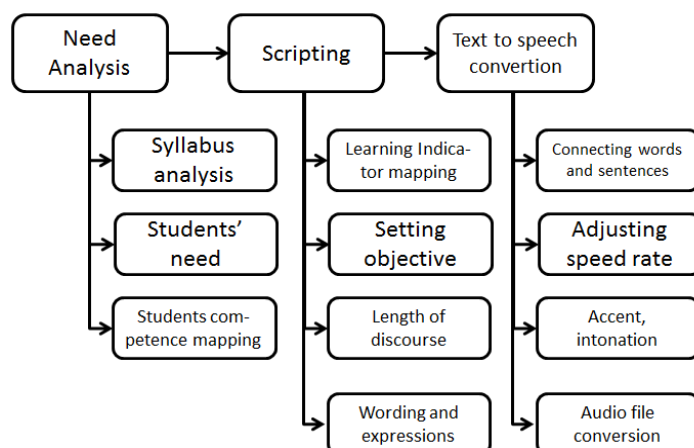 Need
Analysis
Scripting
Text to speech
convertion
Syllabus
analysis
Students’
need
Students com-
petence mapping
Learning Indica-
tor mapping
Setting
objective
Length of
discourse
Wording and
expressions
Connecting words
and sentences
Adjusting
speed rate
Accent,
intonation
Audio file
conversion